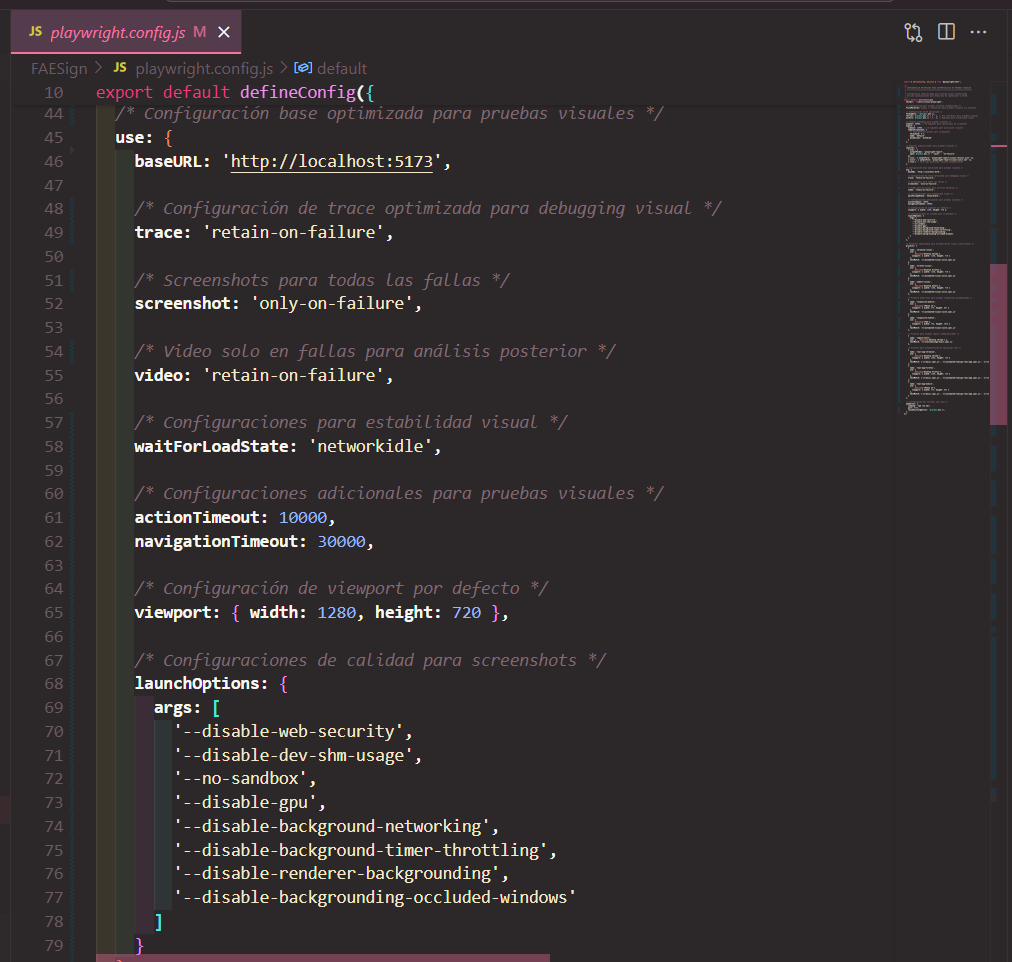 JS playwright.config.js M
FAESign > JS playwright.config.js > default
10 export default defineConfig({
44 /* Configuración base optimizada para pruebas visuales */
45 use: {
46 baseURL: 'http://localhost:5173',
47
48 /* Configuración de trace optimizada para debugging visual */
49 trace: 'retain-on-failure',
50
51 /* Screenshots para todas las fallas */
52 screenshot: 'only-on-failure',
53
54 /* Video solo en fallas para análisis posterior */
55 video: 'retain-on-failure',
56
57 /* Configuraciones para estabilidad visual */
58 waitForLoadState: 'networkidle',
59
60 /* Configuraciones adicionales para pruebas visuales */
61 actionTimeout: 10000,
62 navigationTimeout: 30000,
63
64 /* Configuración de viewport por defecto */
65 viewport: { width: 1280, height: 720 },
66
67 /* Configuraciones de calidad para screenshots */
68 launchOptions: {
69 args: [
70 '--disable-web-security',
71 '--disable-dev-shm-usage',
72 '--no-sandbox',
73 '--disable-gpu',
74 '--disable-background-networking',
75 '--disable-background-timer-throttling',
76 '--disable-renderer-backgrounding',
77 '--disable-backgrounding-occluded-windows'
78 ]
79 }